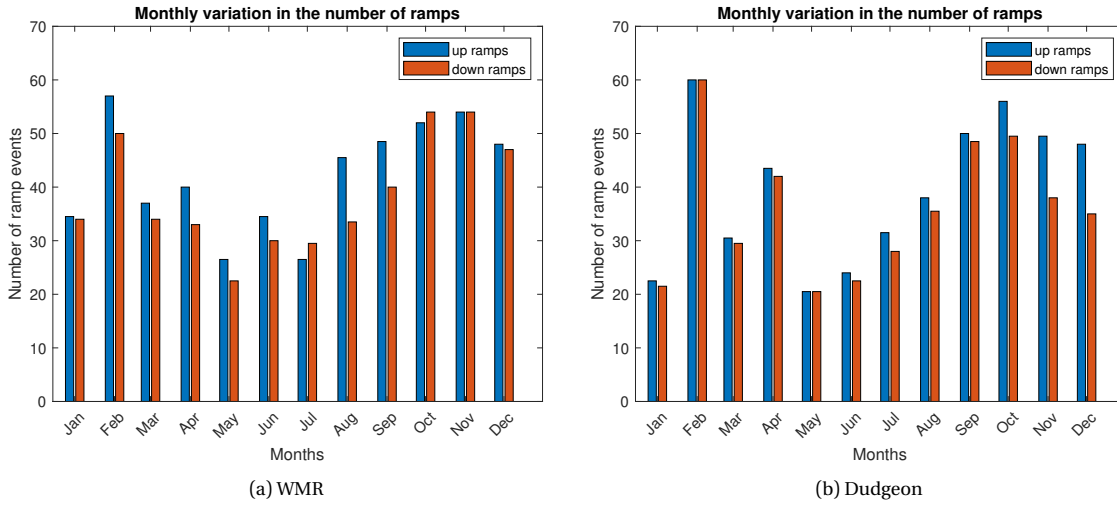 Monthly variation in the number of ramps
70
60
50
40
30
20
10
0
Number of ramp events
up ramps
down ramps
Jan Feb Mar Apr May Jun Jul Aug Sep Oct Nov Dec
Months
(a) WMR
Monthly variation in the number of ramps
70
60
50
40
30
20
10
0
Number of ramp events
up ramps
down ramps
Jan Feb Mar Apr May Jun Jul Aug Sep Oct Nov Dec
Months
(b) Dudgeon